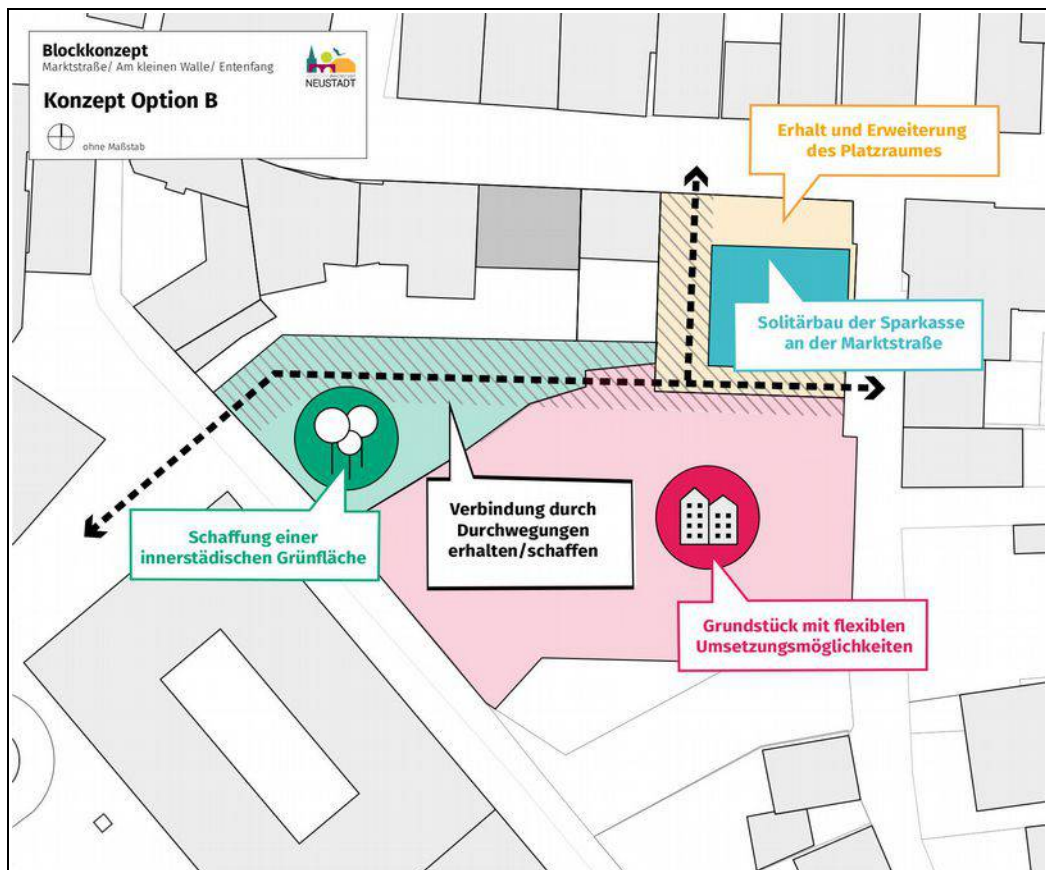 Blockkonzept
Marktstraße/ Am kleinen Walle/ Entenfang
NEUSTADT
Konzept Option B
ohne Maßstab
Erhalt und Erweiterung
des Platzraumes
Solitärbau der Sparkasse
an der Marktstraße
Verbindung durch
Durchwegungen
erhalten/schaffen
Schaffung einer
innerstädischen Grünfläche
Grundstück mit flexiblen
Umsetzungsmöglichkeiten